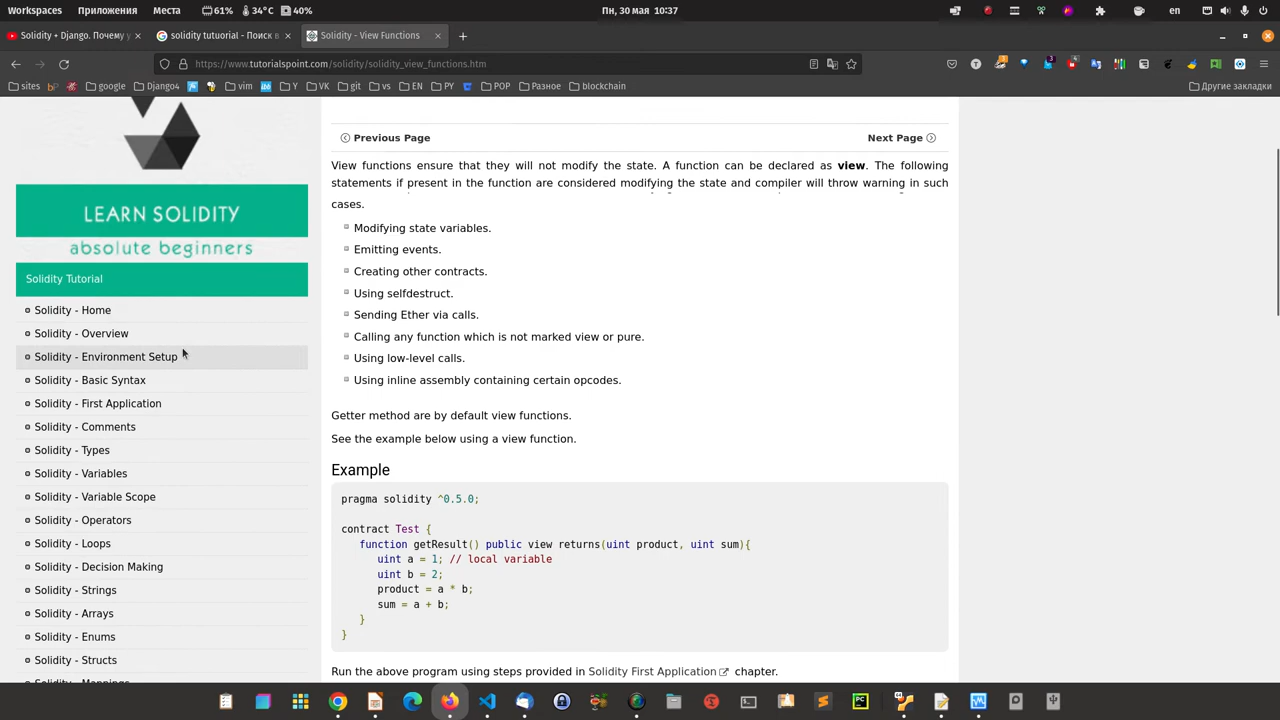 Workspaces Приложения Места 61% 34°C 40% Пн, 30 мая 10:37 en
Solidity + Django. Почему у × solidity tutuorial - Поиск в × Solidity - View Functions × +
https://www.tutorialspoint.com/solidity/solidity_view_functions.htm
sites google Django4 vim Y VK git vs EN PY POP Разное blockchain Другие закладки
LEARN SOLIDITY
absolute beginners
Solidity Tutorial
Solidity - Home
Solidity - Overview
Solidity - Environment Setup
Solidity - Basic Syntax
Solidity - First Application
Solidity - Comments
Solidity - Types
Solidity - Variables
Solidity - Variable Scope
Solidity - Operators
Solidity - Loops
Solidity - Decision Making
Solidity - Strings
Solidity - Arrays
Solidity - Enums
Solidity - Structs
Solidity - Mappings
Previous Page Next Page
View functions ensure that they will not modify the state. A function can be declared as view. The following
statements if present in the function are considered modifying the state and compiler will throw warning in such
cases.
Modifying state variables.
Emitting events.
Creating other contracts.
Using selfdestruct.
Sending Ether via calls.
Calling any function which is not marked view or pure.
Using low-level calls.
Using inline assembly containing certain opcodes.
Getter method are by default view functions.
See the example below using a view function.
Example
pragma solidity ^0.5.0;
contract Test {
function getResult() public view returns(uint product, uint sum){
uint a = 1; // local variable
uint b = 2;
product = a * b;
sum = a + b;
}
}
Run the above program using steps provided in Solidity First Application chapter.